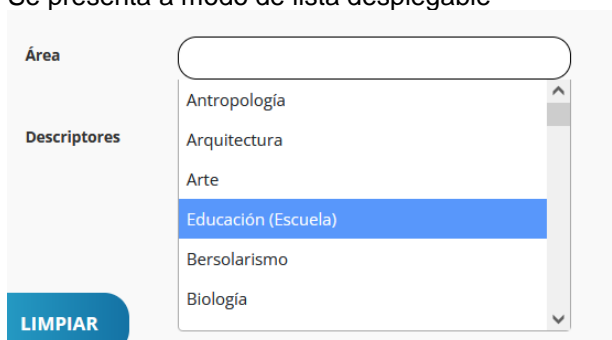 Se presenta a modo de lista desplegable
Área
Antropología
Descriptores
Arquitectura
Arte
Educación (Escuela)
Bersolarismo
Biología
LIMPIAR